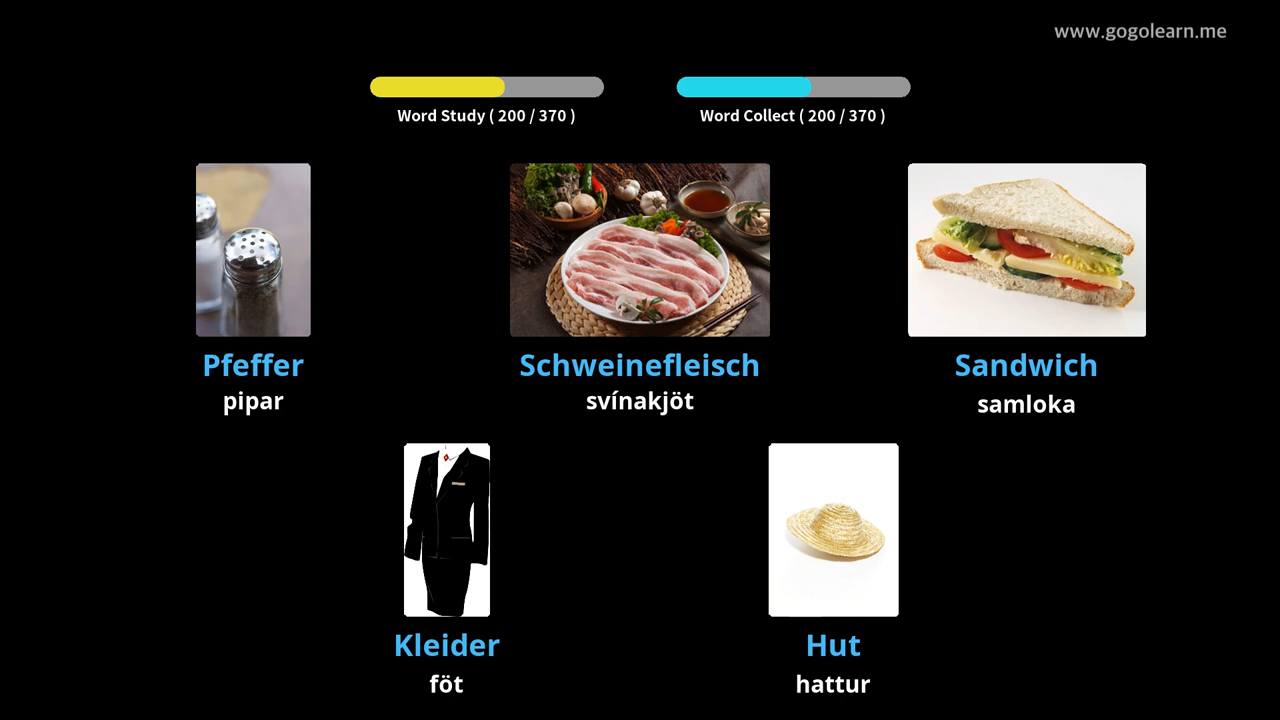 www.gogolearn.me
Word Study ( 200 / 370 )
Word Collect ( 200 / 370 )
Pfeffer
pipar
Schweinefleisch
svínakjöt
Sandwich
samloka
Kleider
föt
Hut
hattur